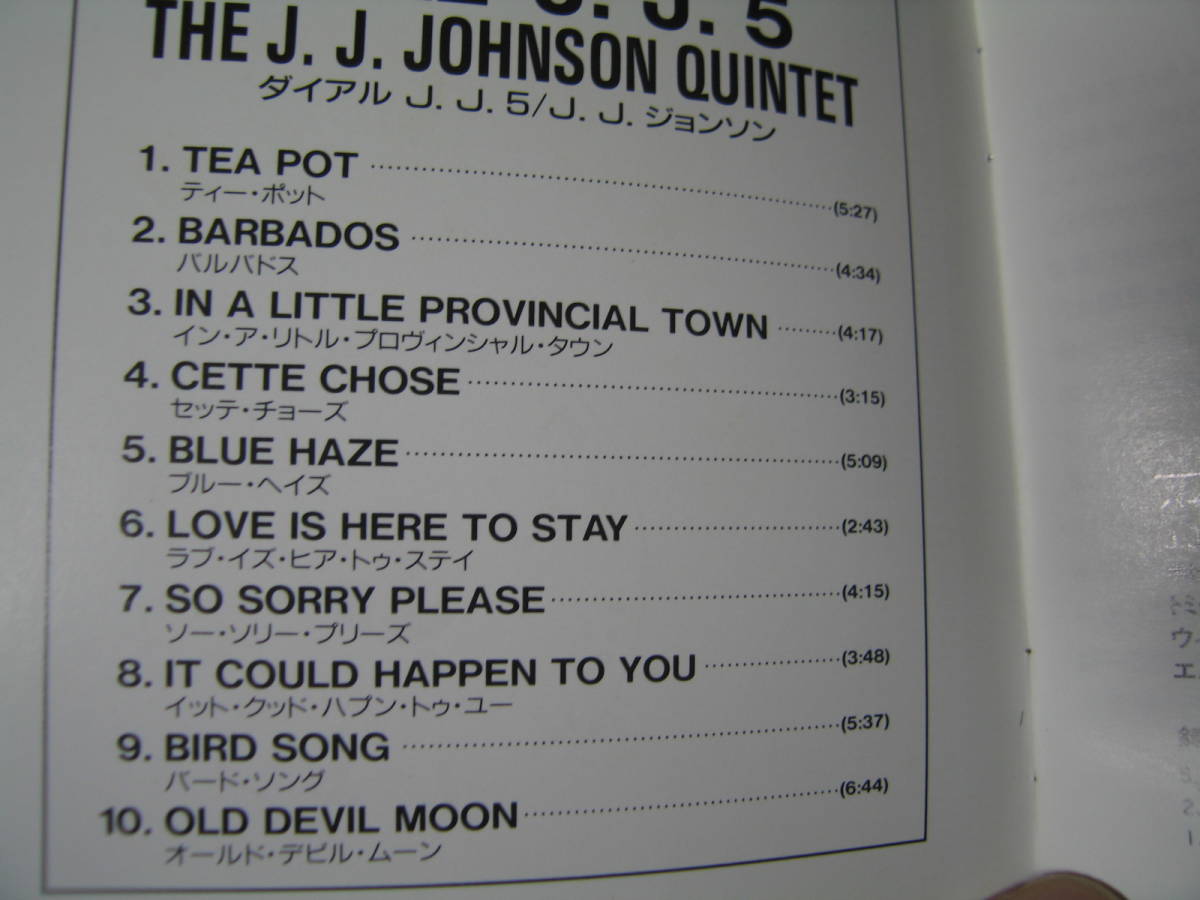 J. J. 5
THE J. J. JOHNSON QUINTET
ダイアル J. J. 5/J. J. ジョンソン
1. TEA POT (5:27)
ティー・ポット
2. BARBADOS (4:34)
バルバドス
3. IN A LITTLE PROVINCIAL TOWN (4:17)
イン・ア・リトル・プロヴィンシャル・タウン
4. CETTE CHOSE (3:15)
セッテ・チョーズ
5. BLUE HAZE (5:09)
ブルー・ヘイズ
6. LOVE IS HERE TO STAY (2:43)
ラブ・イズ・ヒア・トゥ・ステイ
7. SO SORRY PLEASE (4:15)
ソー・ソリー・プリーズ
8. IT COULD HAPPEN TO YOU (3:48)
イット・クッド・ハプン・トゥ・ユー
9. BIRD SONG (5:37)
バード・ソング
10. OLD DEVIL MOON (6:44)
オールド・デビル・ムーン